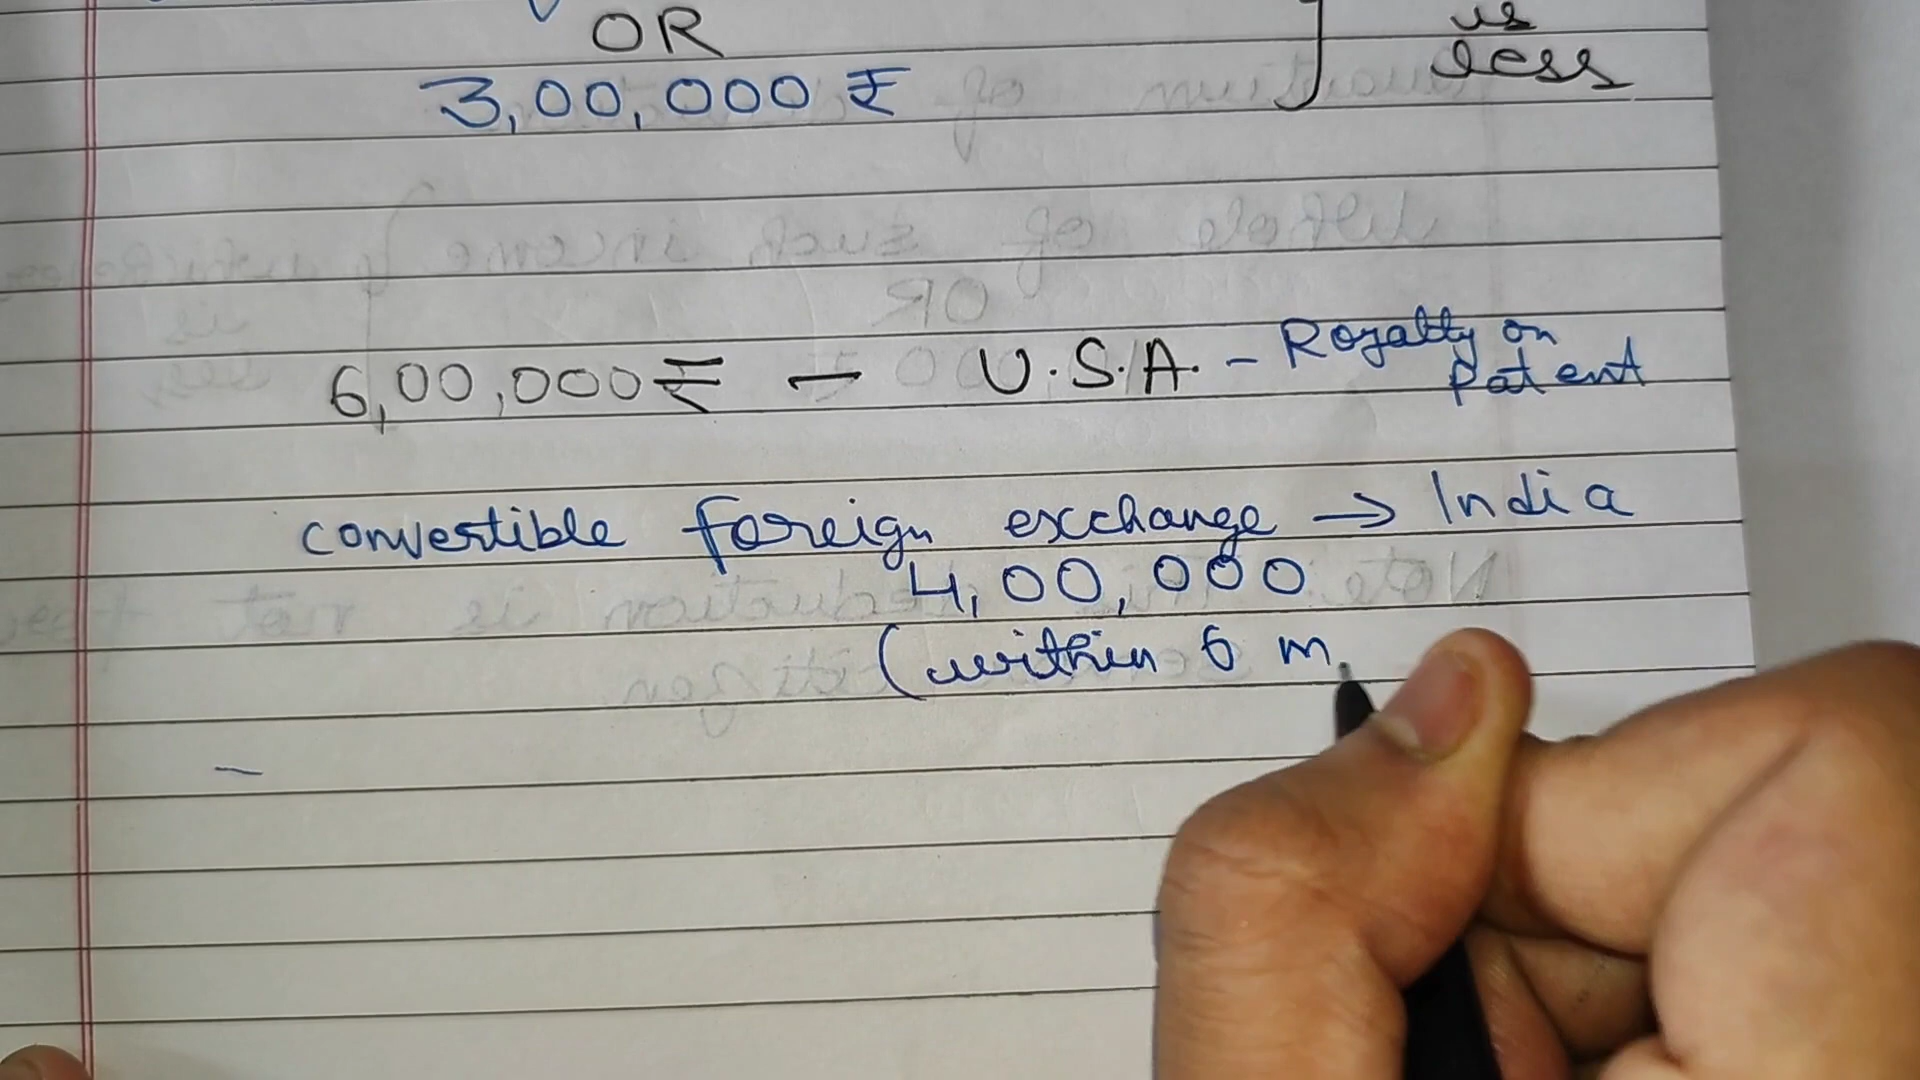 OR
3,00,000 ₹
is
less
6,00,000 ₹ — U.S.A. - Royalty on
Patent
convertible foreign exchange → India
4,00,000
(within 6 m